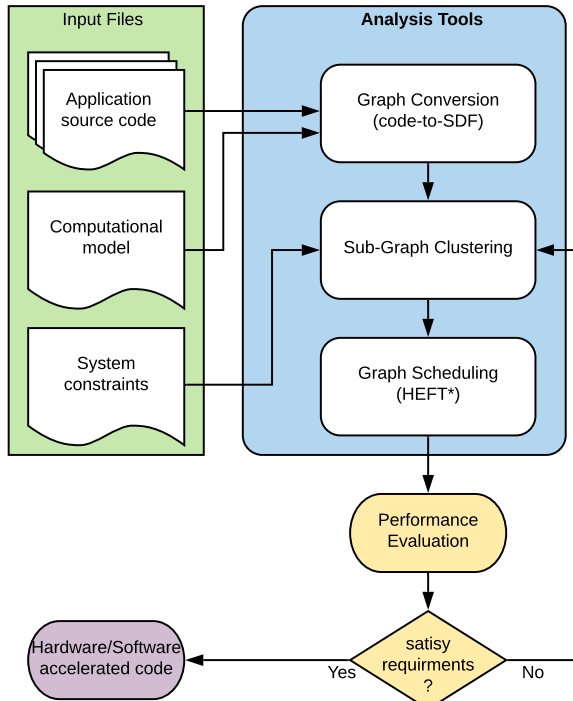 Input Files
Application
source code
Computational
model
System
constraints
Analysis Tools
Graph Conversion
(code-to-SDF)
Sub-Graph Clustering
Graph Scheduling
(HEFT*)
Performance
Evaluation
satisy
requirments
?
Yes
No
Hardware/Software
accelerated code